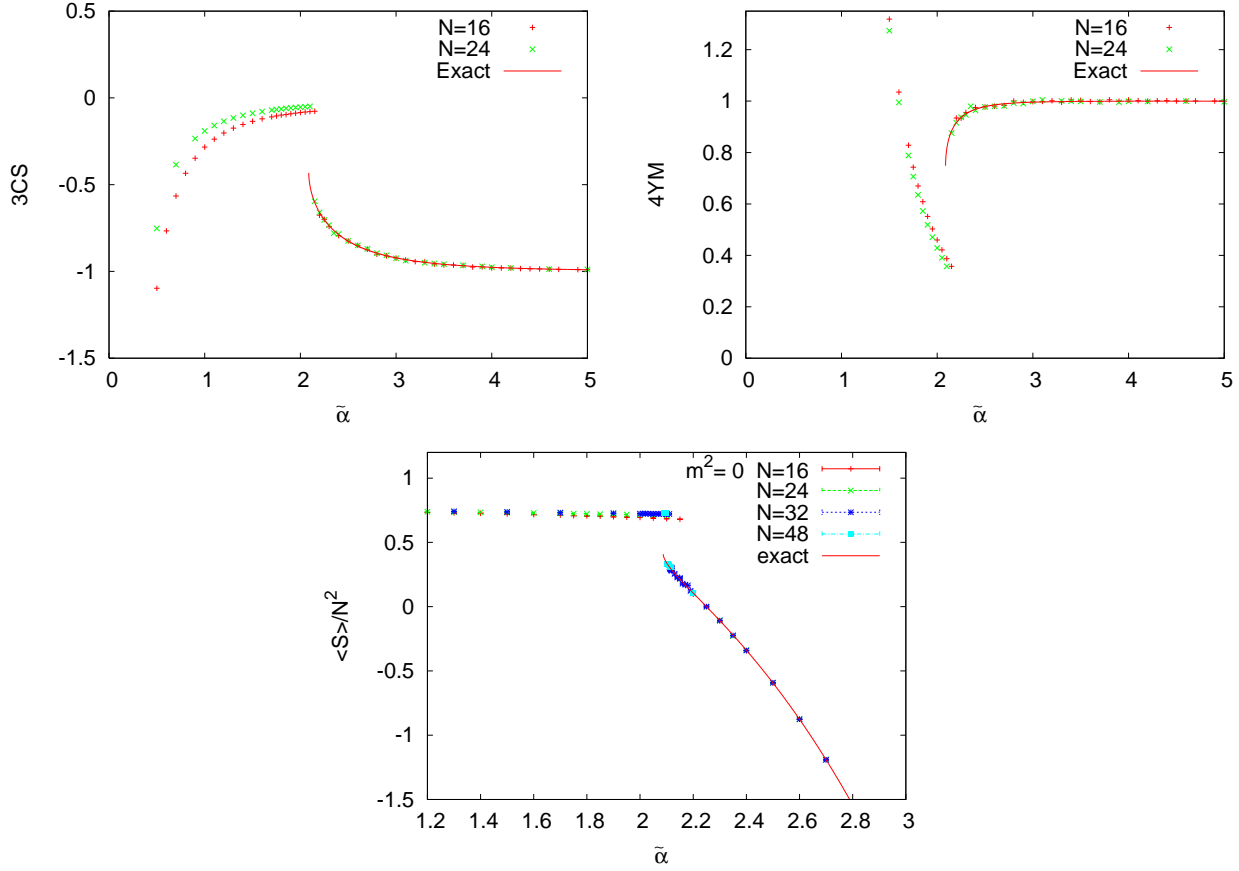 0.5
0
-0.5
-1
-1.5
3CS
0 1 2 3 4 5
α̃
N=16
N=24
Exact
1.2
1
0.8
0.6
0.4
0.2
0
4YM
0 1 2 3 4 5
α̃
N=16
N=24
Exact
1
0.5
0
-0.5
-1
-1.5
<S>/N²
1.2 1.4 1.6 1.8 2 2.2 2.4 2.6 2.8 3
α̃
m²= 0 N=16
N=24
N=32
N=48
exact